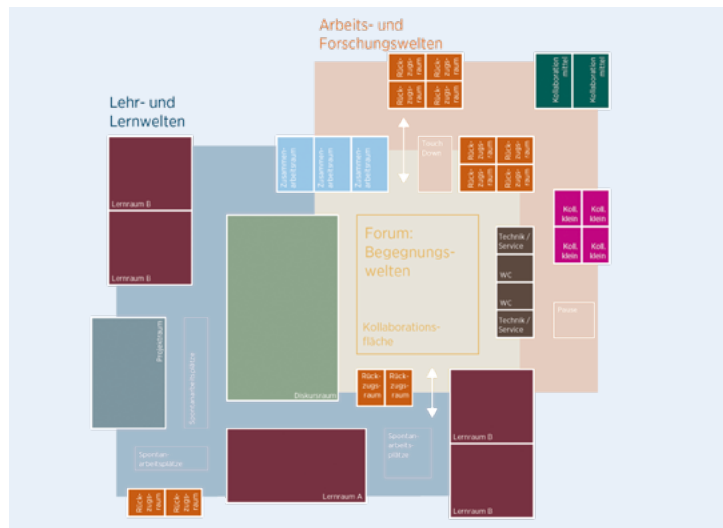 Arbeits- und
Forschungswelten
Lehr- und
Lernwelten
Rück-
zugs-
raum
Rück-
zugs-
raum
Rück-
zugs-
raum
Rück-
zugs-
raum
Kollaboration
mittel
Kollaboration
mittel
Zusammen-
arbeitsraum
Zusammen-
arbeitsraum
Zusammen-
arbeitsraum
Touch
Down
Rück-
zugs-
raum
Rück-
zugs-
raum
Rück-
zugs-
raum
Rück-
zugs-
raum
Lernraum B
Lernraum B
Forum:
Begegnungs-
welten
Kollaborations-
fläche
Technik /
Service
WC
WC
Technik /
Service
Koll.
klein
Koll.
klein
Koll.
klein
Koll.
klein
Pause
Projektraum
Spontanarbeitsplätze
Diskursraum
Rück-
zugs-
raum
Rück-
zugs-
raum
Spontan-
arbeitsplätze
Lernraum A
Spontan-
arbeits-
plätze
Lernraum B
Lernraum B
Rück-
zugs-
raum
Rück-
zugs-
raum